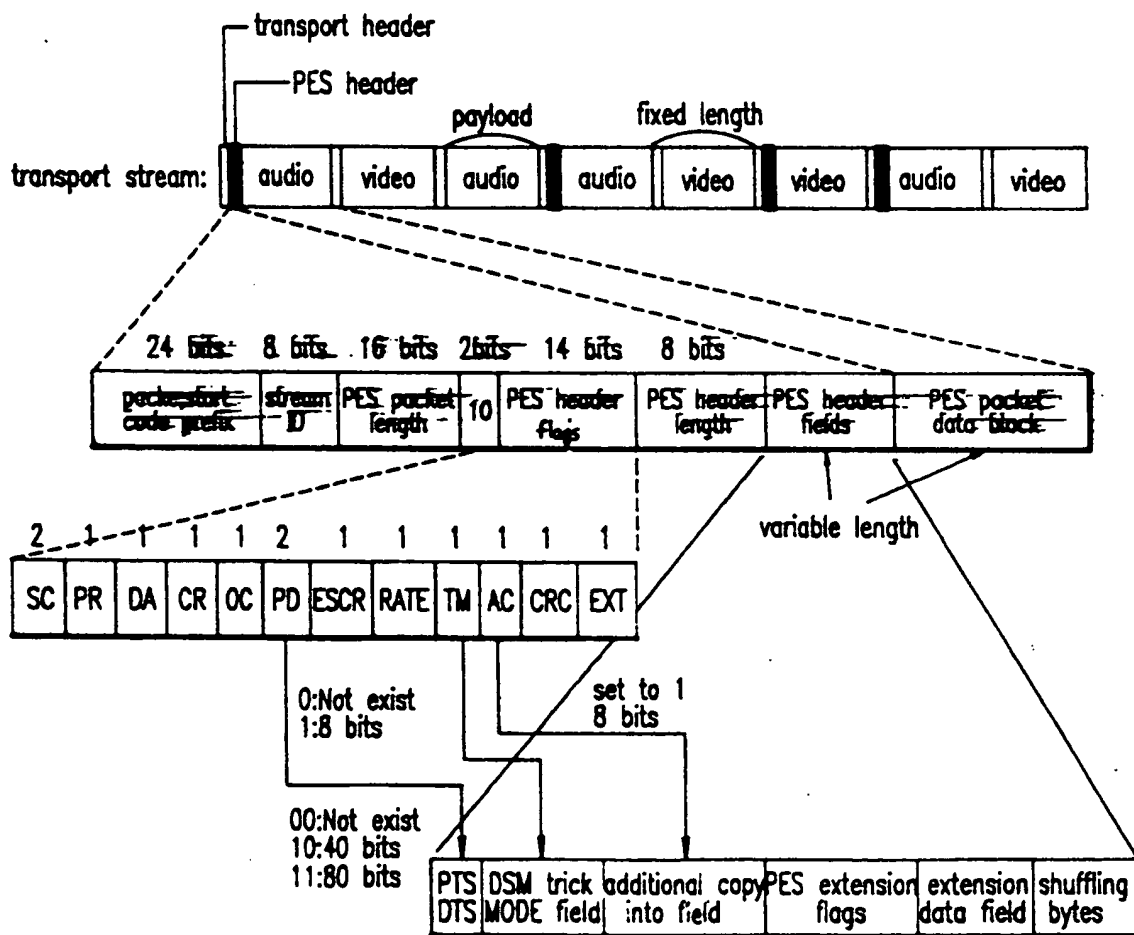 transport header
PES header
payload
fixed length
transport stream: audio video audio audio video video audio video
24 bits 8 bits 16 bits 2bits 14 bits 8 bits
packe,start
code prefix
stream
ID
PES packet
length
10
PES header
flags
PES header
length
PES header
fields
PES packet
data block
variable length
2 1 1 1 1 2 1 1 1 1 1 1
SC PR DA CR OC PD ESCR RATE TM AC CRC EXT
0:Not exist
1:8 bits
set to 1
8 bits
00:Not exist
10:40 bits
11:80 bits
PTS
DTS
DSM trick
MODE field
additional copy
into field
PES extension
flags
extension
data field
shuffling
bytes